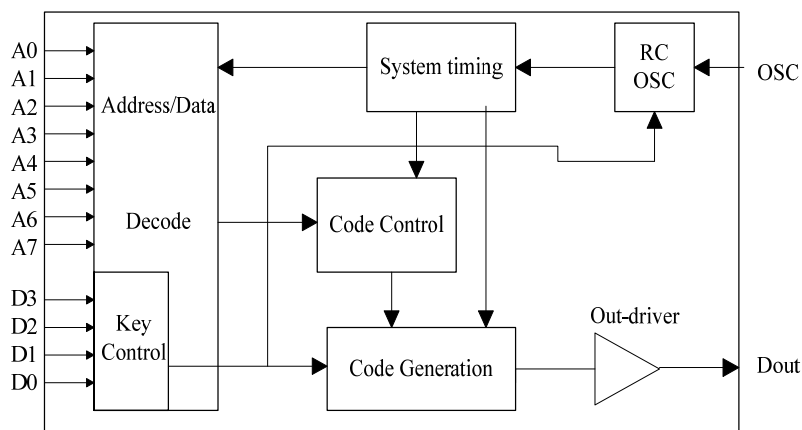 A0
A1
A2
A3
A4
A5
A6
A7
D3
D2
D1
D0
Address/Data
Decode
Key
Control
System timing
RC
OSC
OSC
Code Control
Code Generation
Out-driver
Dout